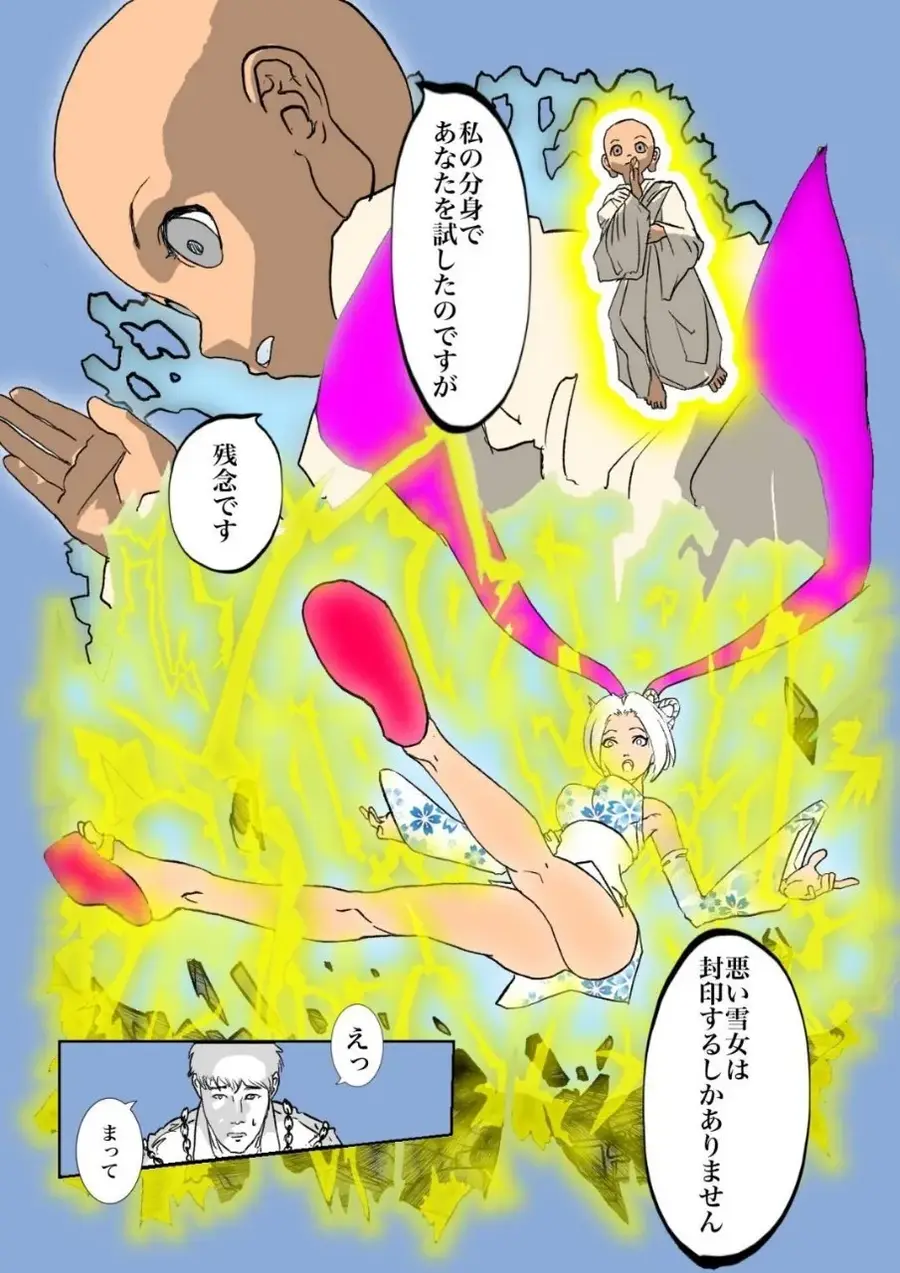 私の分身で
あなたを試したのですが
残念です
悪い雪女は
封印するしかありません
えっ
まって